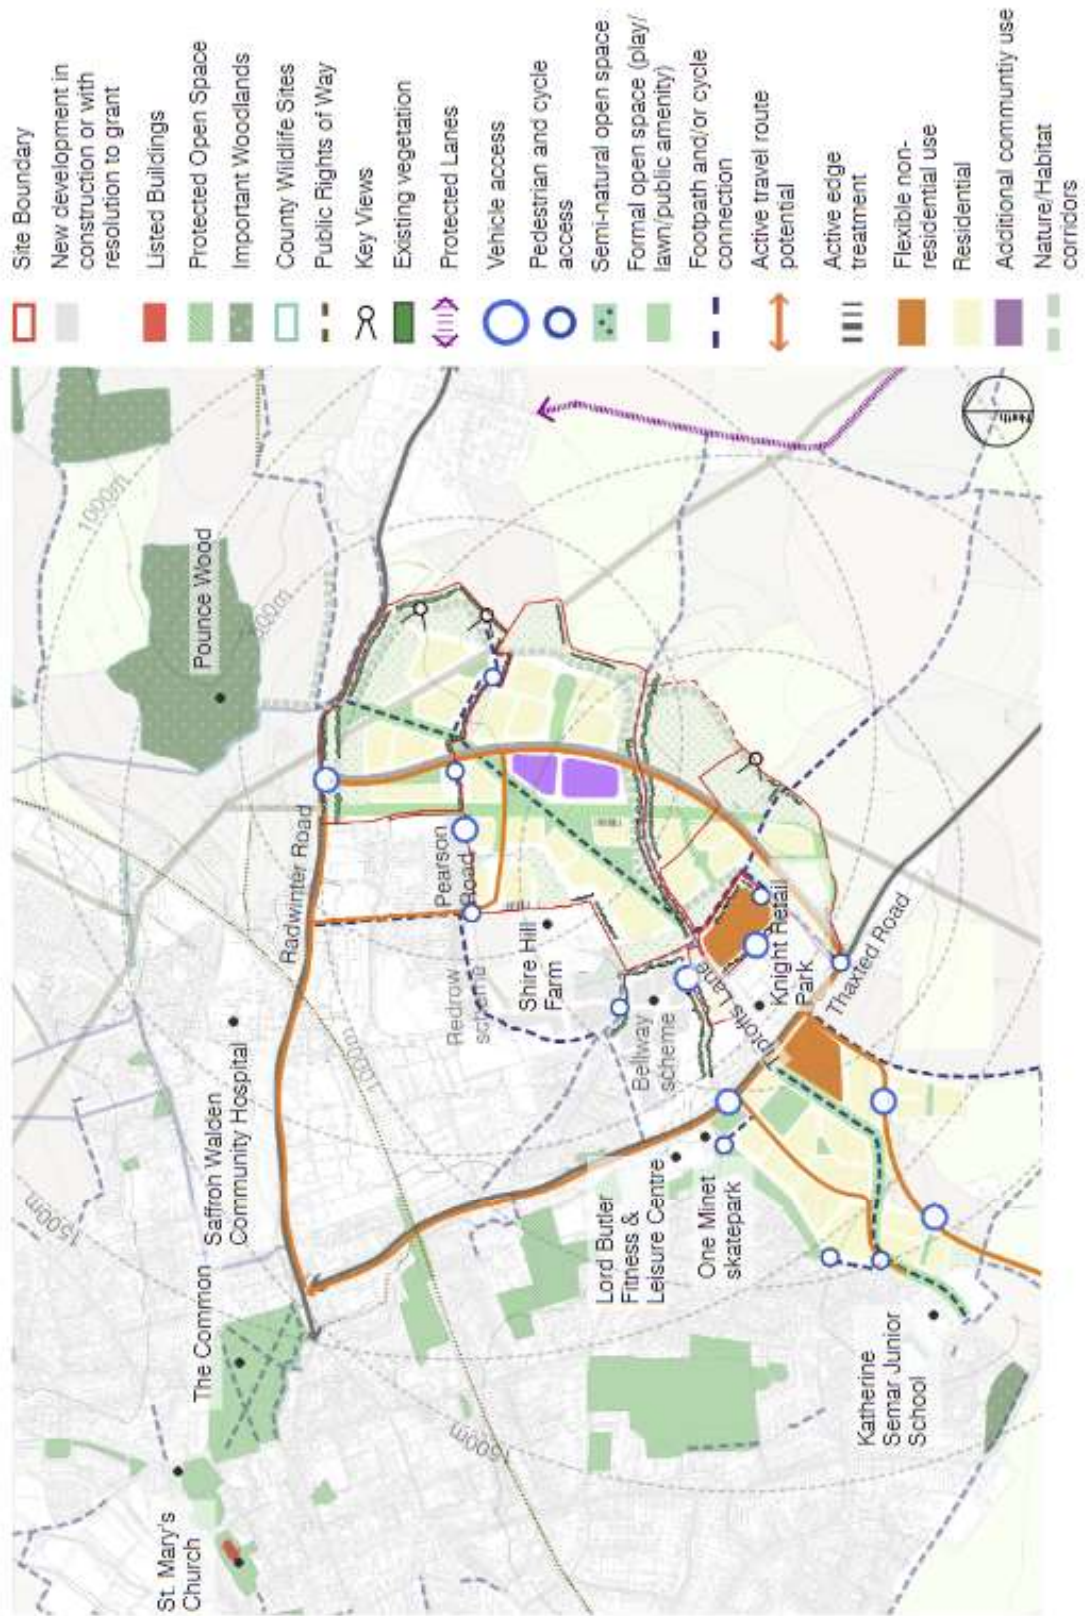 Site Boundary
New development in
construction or with
resolution to grant
Listed Buildings
Protected Open Space
Important Woodlands
County Wildlife Sites
Public Rights of Way
Key Views
Existing vegetation
Protected Lanes
Vehicle access
Pedestrian and cycle
access
Semi-natural open space
Formal open space (play/
lawn/public amenity)
Footpath and/or cycle
connection
Active travel route
potential
Active edge
treatment
Flexible non-
residential use
Residential
Additional communtiy use
Nature/Habitat
corridors
St. Mary's
Church
The Common
Saffron Walden
Community Hospital
Radwinter Road
Pounce Wood
1000m
1500m
1000m
Pearson
Road
Redrow
scheme
Shire Hill
Farm
Bellway
scheme
Tiptofts Lane
Knight Retail
Park
Thaxted Road
Lord Butler
Fitness &
Leisure Centre
One Minet
skatepark
Katherine
Semar Junior
School
North